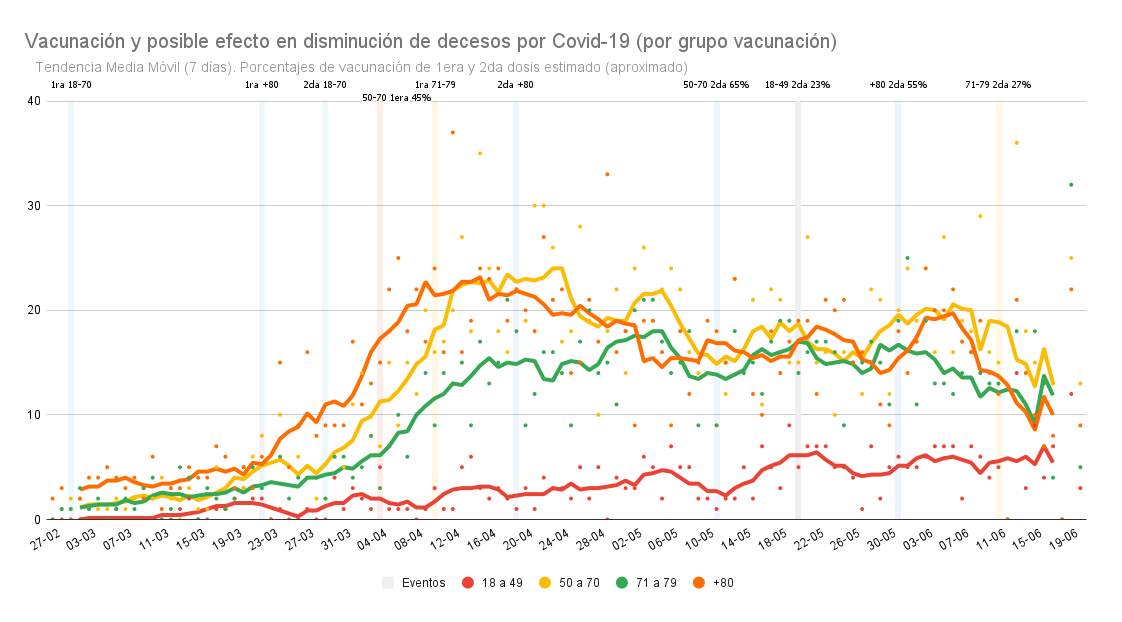 Vacunación y posible efecto en disminución de decesos por Covid-19 (por grupo vacunación)
Tendencia Media Móvil (7 días). Porcentajes de vacunación de 1era y 2da dosis estimado (aproximado)
1ra 18-70 1ra +80 2da 18-70 1ra 71-79 2da +80 50-70 2da 65% 18-49 2da 23% +80 2da 55% 71-79 2da 27%
50-70 1era 45%
40
30
20
10
0
27-02 03-03 07-03 11-03 15-03 19-03 23-03 27-03 31-03 04-04 08-04 12-04 16-04 20-04 24-04 28-04 02-05 06-05 10-05 14-05 18-05 22-05 26-05 30-05 03-06 07-06 11-06 15-06 19-06
Eventos 18 a 49 50 a 70 71 a 79 +80